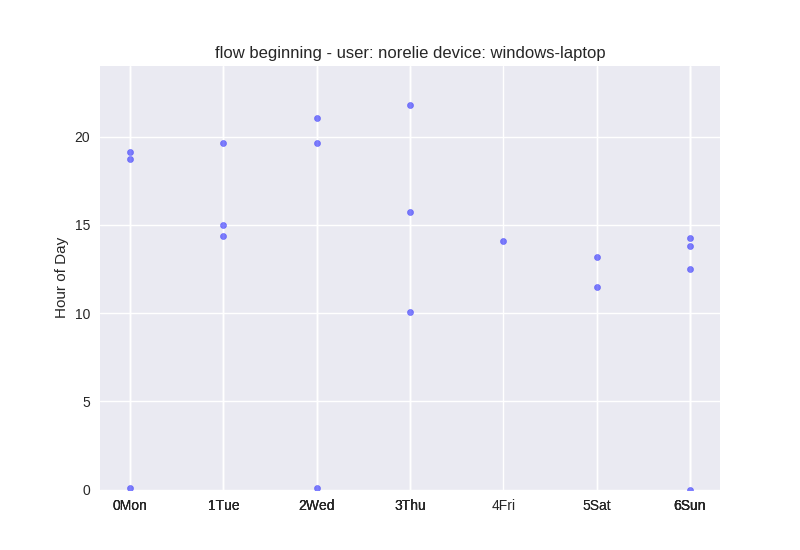 flow beginning - user: norelie device: windows-laptop
Hour of Day
20
15
10
5
0
0Mon 1Tue 2Wed 3Thu 4Fri 5Sat 6Sun